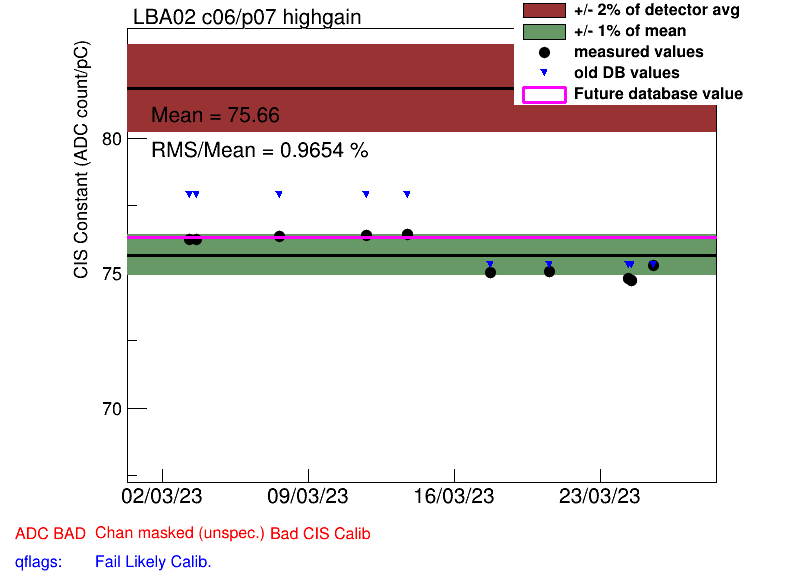 LBA02 c06/p07 highgain
+/- 2% of detector avg
+/- 1% of mean
measured values
old DB values
Future database value
Mean = 75.66
RMS/Mean = 0.9654 %
CIS Constant (ADC count/pC)
80
75
70
02/03/23 09/03/23 16/03/23 23/03/23
ADC BAD Chan masked (unspec.) Bad CIS Calib
qflags: Fail Likely Calib.